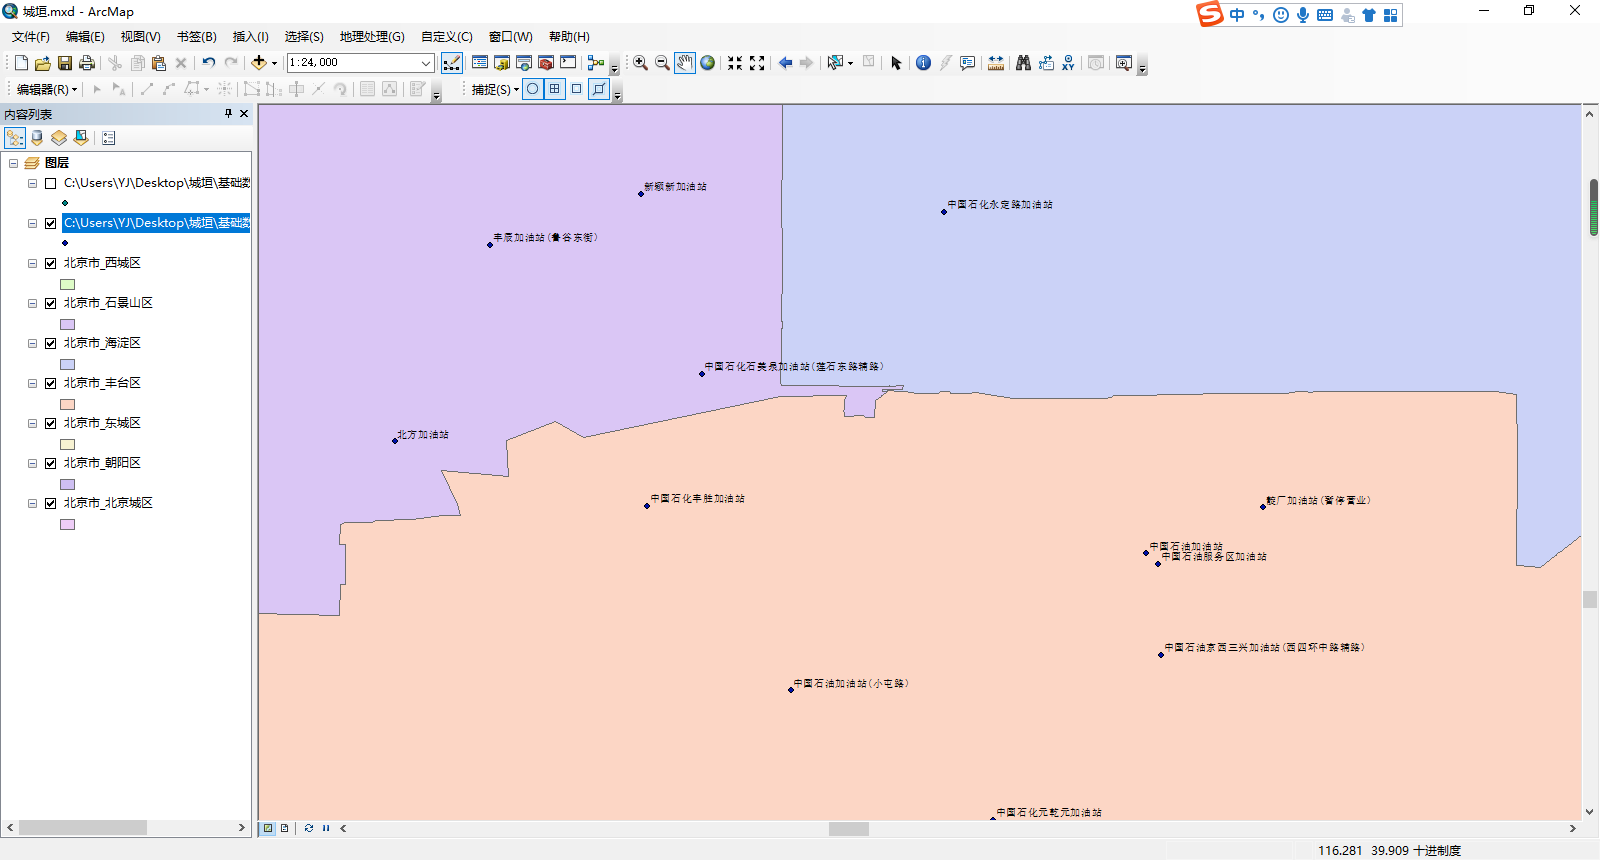 城垣.mxd - ArcMap
中
文件(F) 编辑(E) 视图(V) 书签(B) 插入(I) 选择(S) 地理处理(G) 自定义(C) 窗口(W) 帮助(H)
1:24,000
编辑器(R) 捕捉(S)
内容列表
图层
C:\Users\YJ\Desktop\城垣\基础数
C:\Users\YJ\Desktop\城垣\基础数
北京市_西城区
北京市_石景山区
北京市_海淀区
北京市_丰台区
北京市_东城区
北京市_朝阳区
北京市_北京城区
新颖新加油站
中国石化永定路加油站
丰辰加油站(鲁谷东街)
中国石化石美泉加油站(莲石东路辅路)
北方加油站
中国石化丰胜加油站
靛厂加油站(暂停营业)
中国石油加油站
中国石油服务区加油站
中国石油京西三兴加油站(西四环中路辅路)
中国石油加油站(小屯路)
中国石化元乾元加油站
116.281 39.909 十进制度